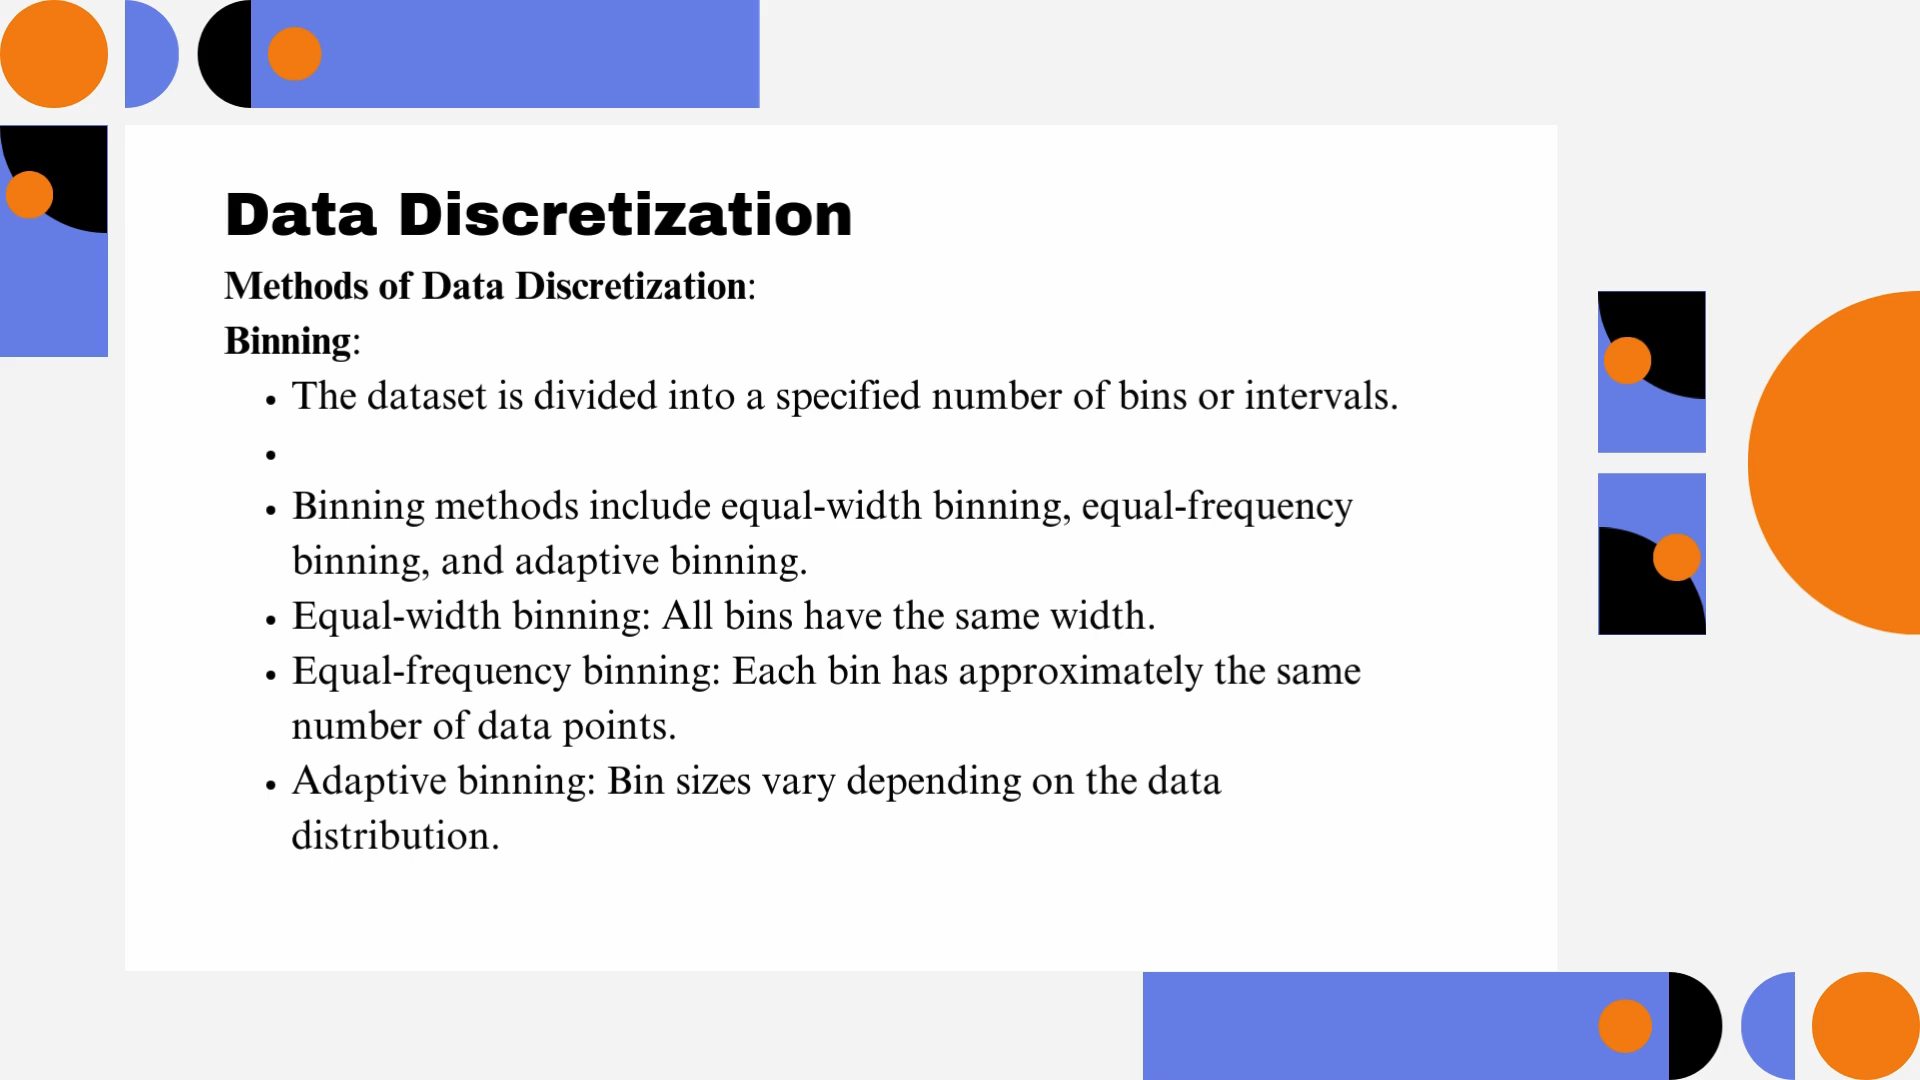 Data Discretization
Methods of Data Discretization:
Binning:
• The dataset is divided into a specified number of bins or intervals.
•
• Binning methods include equal-width binning, equal-frequency
binning, and adaptive binning.
• Equal-width binning: All bins have the same width.
• Equal-frequency binning: Each bin has approximately the same
number of data points.
• Adaptive binning: Bin sizes vary depending on the data
distribution.